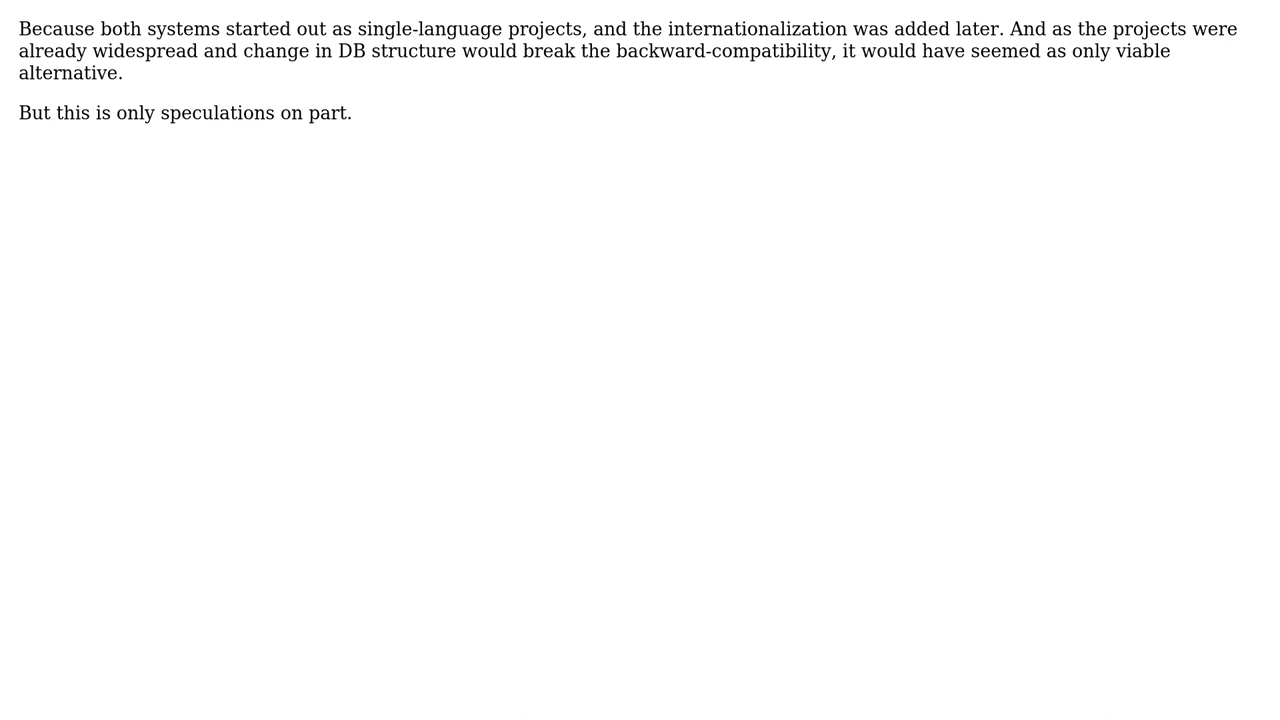 Because both systems started out as single-language projects, and the internationalization was added later. And as the projects were
already widespread and change in DB structure would break the backward-compatibility, it would have seemed as only viable
alternative.
But this is only speculations on part.